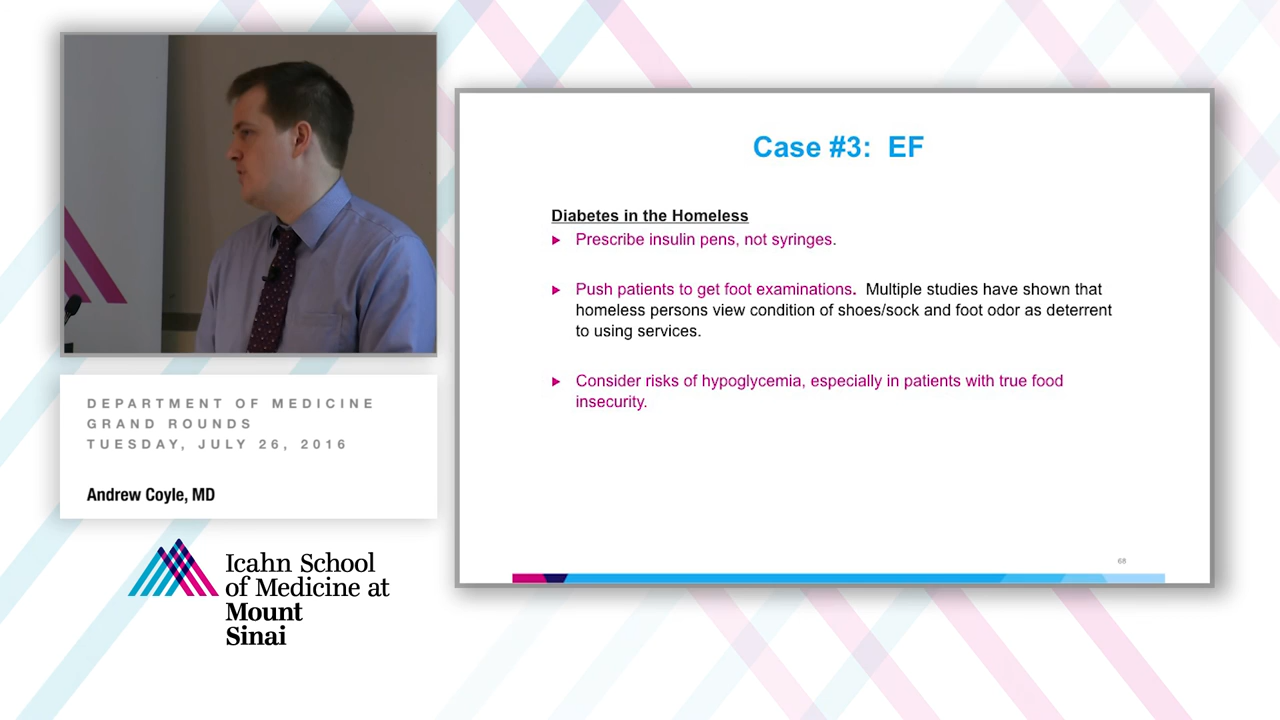 DEPARTMENT OF MEDICINE
GRAND ROUNDS
TUESDAY, JULY 26, 2016
Andrew Coyle, MD
Icahn School
of Medicine at
Mount
Sinai
Case #3: EF
Diabetes in the Homeless
Prescribe insulin pens, not syringes.
Push patients to get foot examinations. Multiple studies have shown that
homeless persons view condition of shoes/sock and foot odor as deterrent
to using services.
Consider risks of hypoglycemia, especially in patients with true food
insecurity.
68